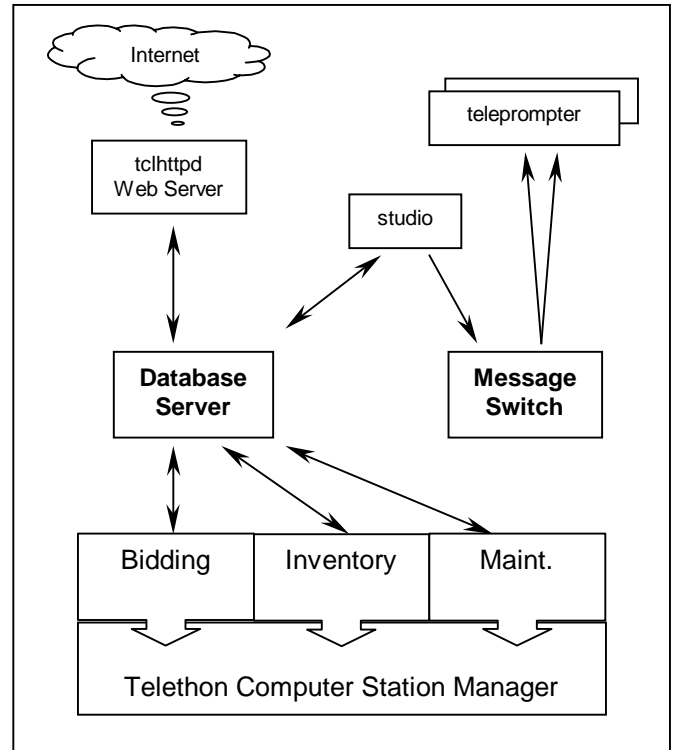 Internet
teleprompter
tclhttpd
Web Server
studio
Database
Server
Message
Switch
Bidding
Inventory
Maint.
Telethon Computer Station Manager